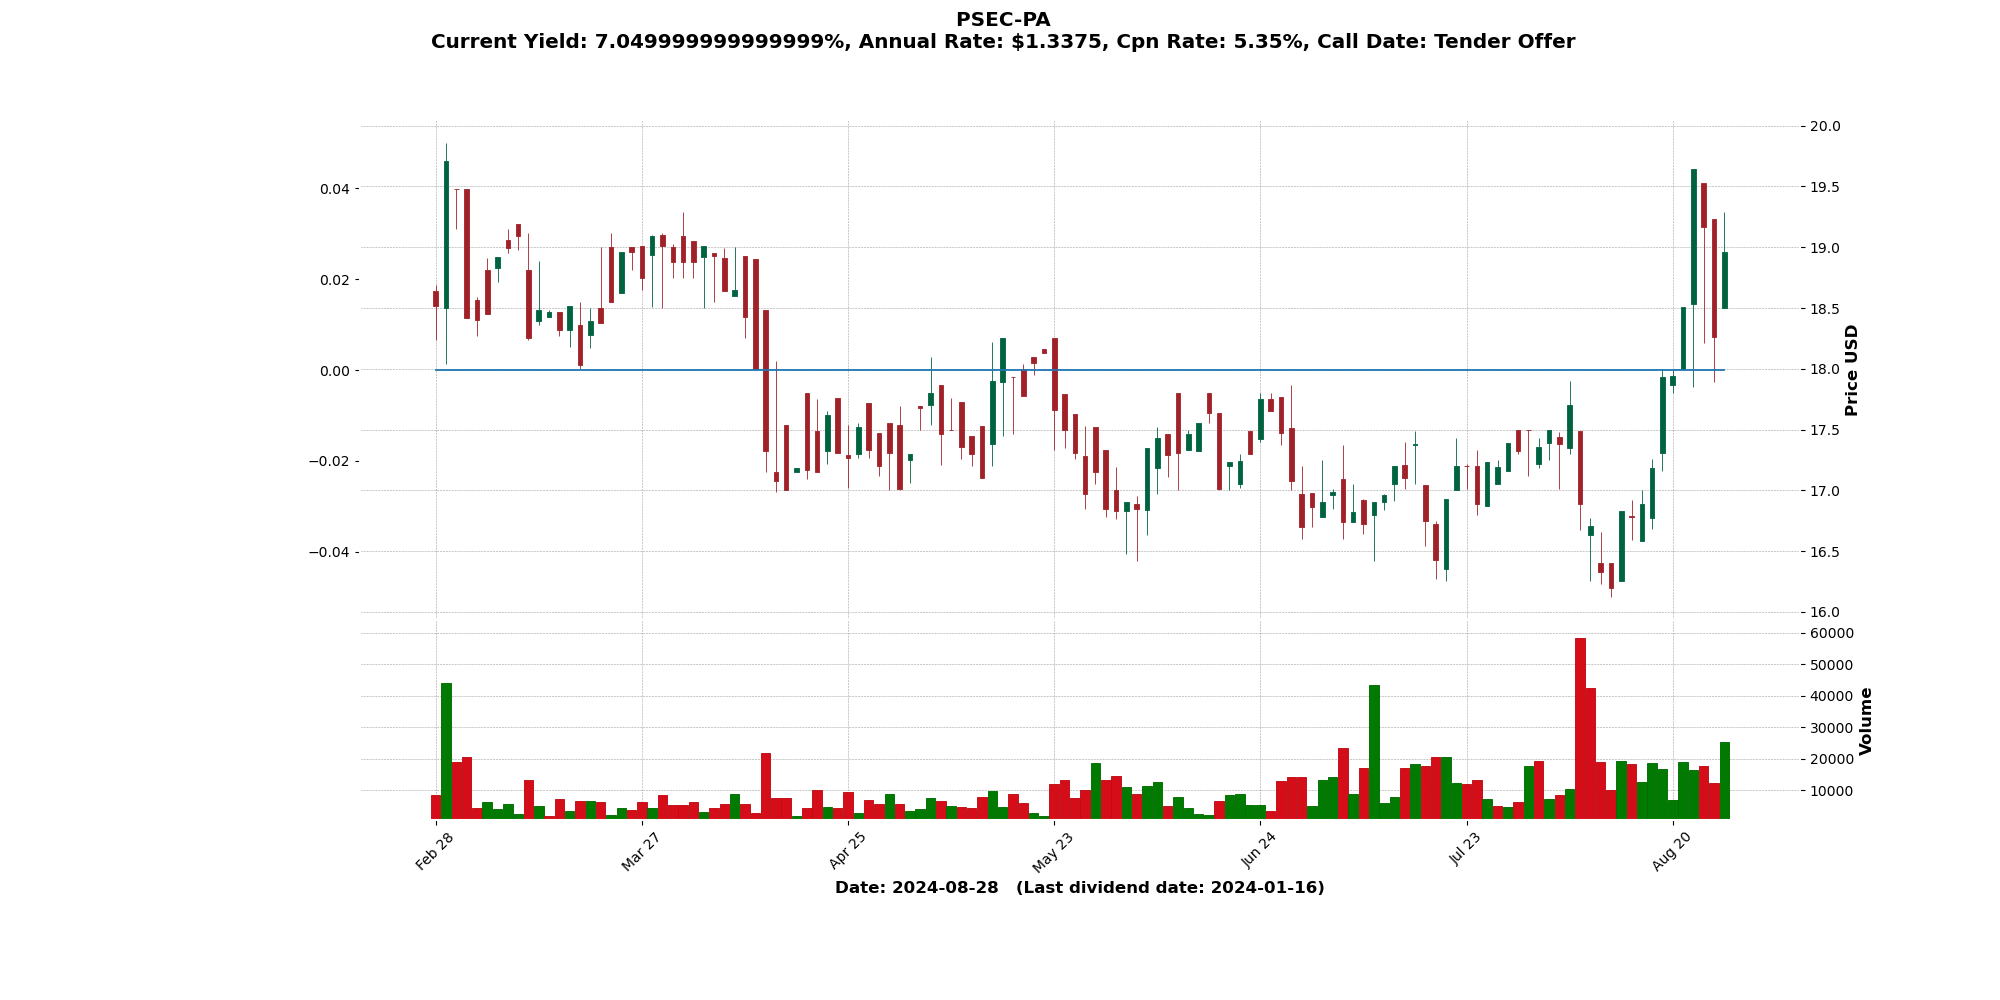 PSEC-PA
Current Yield: 7.049999999999999%, Annual Rate: $1.3375, Cpn Rate: 5.35%, Call Date: Tender Offer
20.0
19.5
19.0
18.5
18.0
17.5
17.0
16.5
16.0
Price USD
0.04
0.02
0.00
−0.02
−0.04
60000
50000
40000
30000
20000
10000
Volume
Feb 28
Mar 27
Apr 25
May 23
Jun 24
Jul 23
Aug 20
Date: 2024-08-28 (Last dividend date: 2024-01-16)